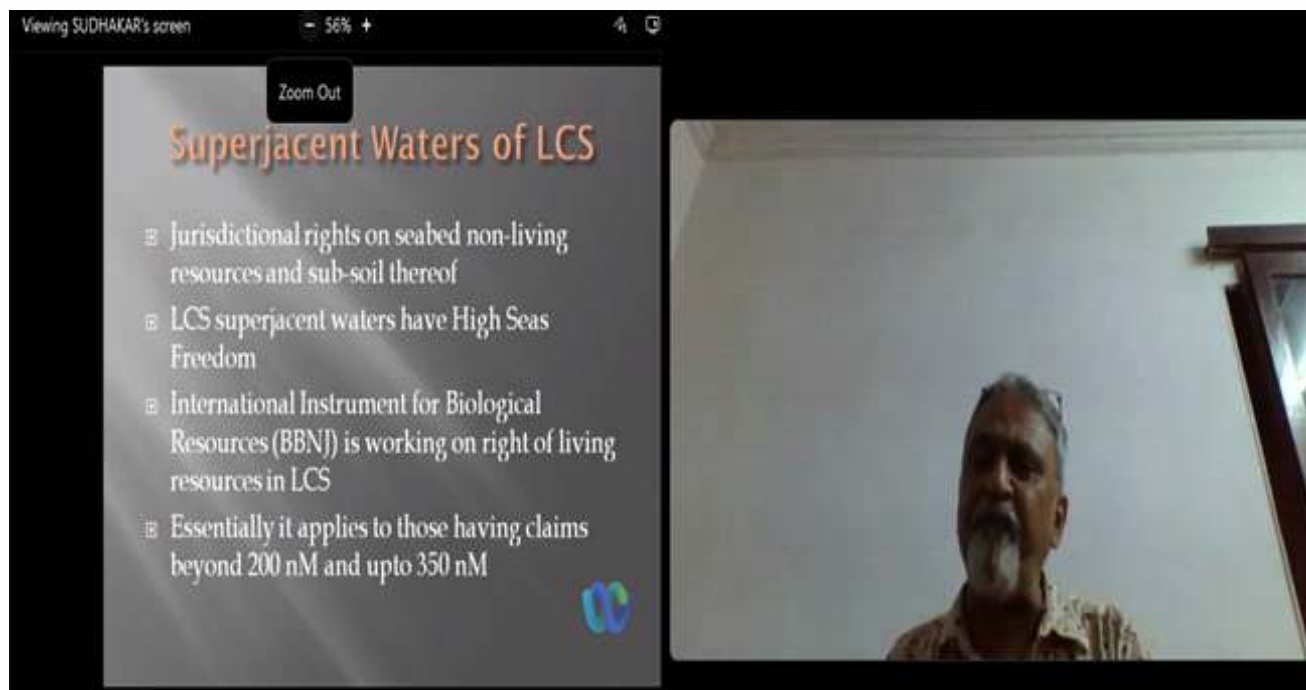 Viewing SUDHAKAR's screen
- 56% +
Zoom Out
Superjacent Waters of LCS
Jurisdictional rights on seabed non-living
resources and sub-soil thereof
LCS superjacent waters have High Seas
Freedom
International Instrument for Biological
Resources (BBNJ) is working on right of living
resources in LCS
Essentially it applies to those having claims
beyond 200 nM and upto 350 nM